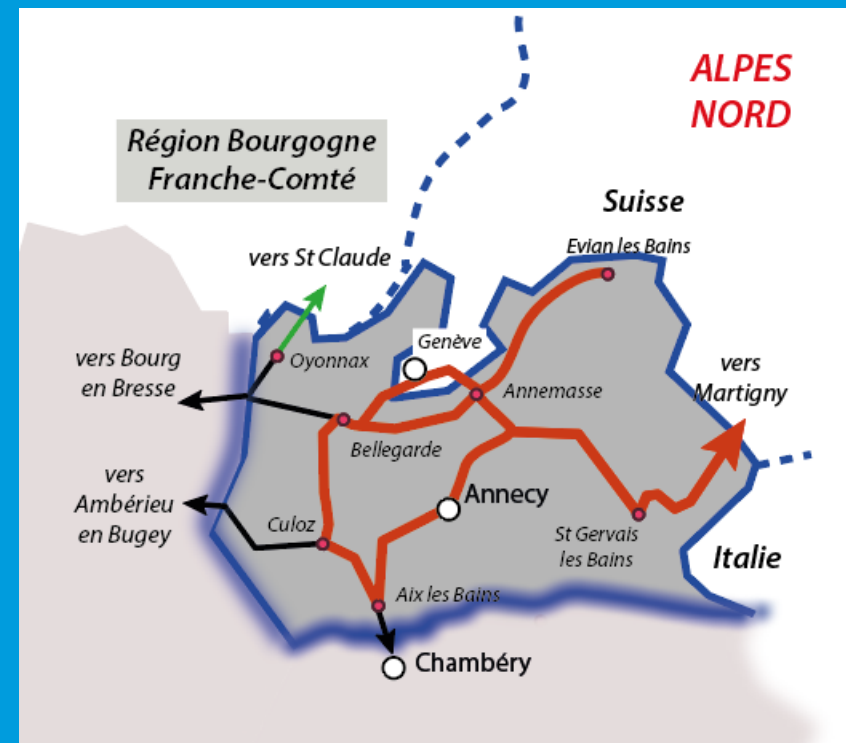 ALPES
NORD
Région Bourgogne
Franche-Comté
Suisse
Evian les Bains
vers St Claude
Genève
Oyonnax
vers Bourg
en Bresse
Annemasse
vers
Martigny
Bellegarde
vers
Ambérieu
en Bugey
Annecy
Culoz
St Gervais
les Bains
Italie
Aix les Bains
Chambéry